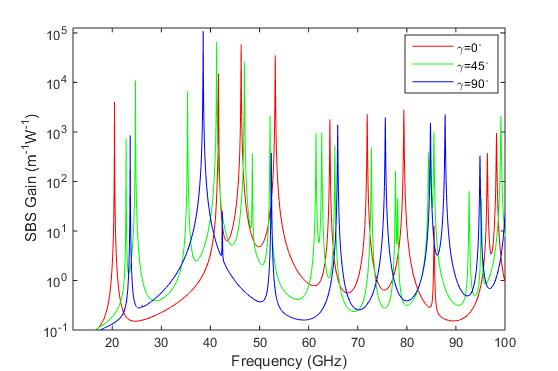 10^5
10^4
10^3
10^2
10^1
10^0
10^-1
SBS Gain (m^-1W^-1)
γ=0°
γ=45°
γ=90°
20 30 40 50 60 70 80 90 100
Frequency (GHz)